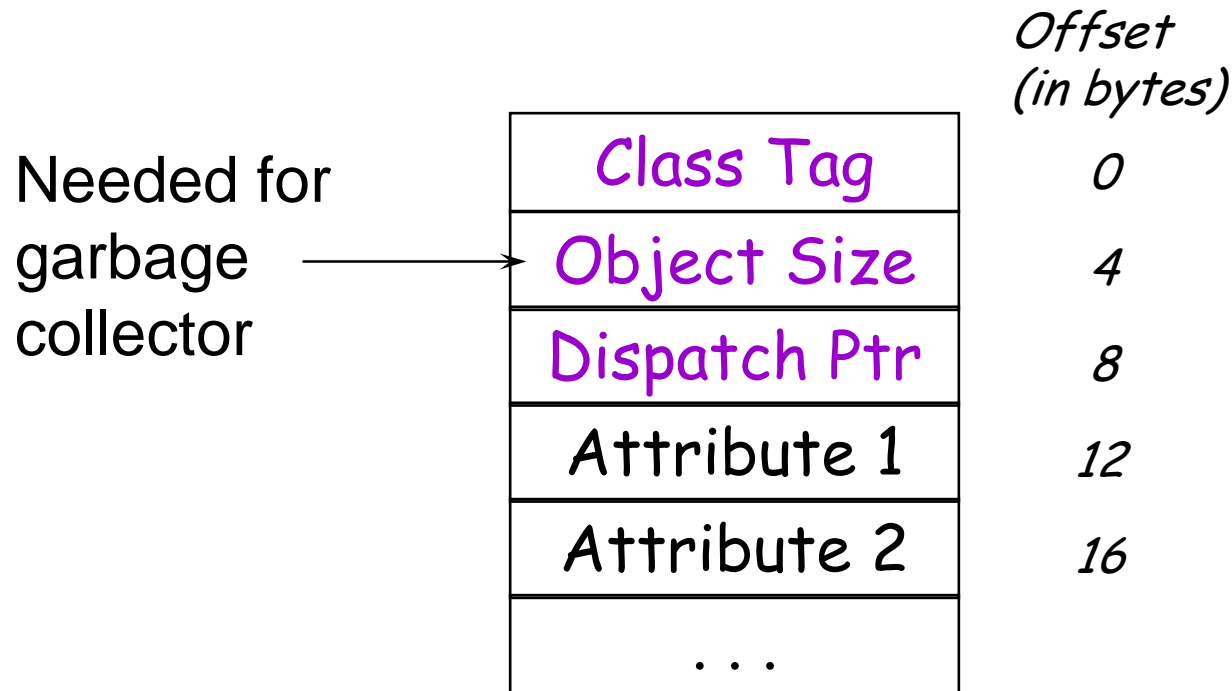 Offset
(in bytes)
Needed for
garbage
collector
Class Tag
0
Object Size
4
Dispatch Ptr
8
Attribute 1
12
Attribute 2
16
. . .